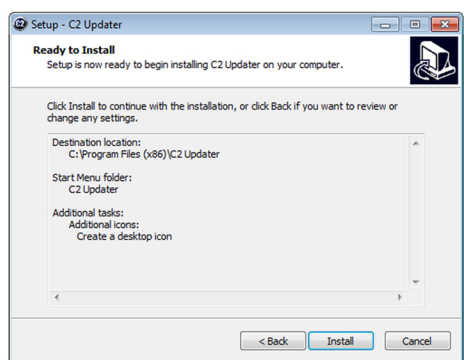 Setup - C2 Updater
Ready to Install
Setup is now ready to begin installing C2 Updater on your computer.
Click Install to continue with the installation, or click Back if you want to review or
change any settings.
Destination location:
C:\Program Files (x86)\C2 Updater
Start Menu folder:
C2 Updater
Additional tasks:
Additional icons:
Create a desktop icon
< Back Install Cancel